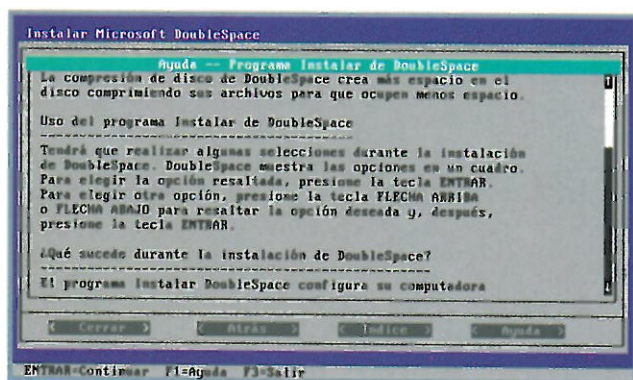 Instalar Microsoft DoubleSpace
Ayuda -- Programa Instalar de DoubleSpace
La compresión de disco de DoubleSpace crea más espacio en el
disco comprimiendo sus archivos para que ocupen menos espacio.
Uso del programa Instalar de DoubleSpace
----------------------------------------
Tendrá que realizar algunas selecciones durante la instalación
de DoubleSpace. DoubleSpace muestra las opciones en un cuadro.
Para elegir la opción resaltada, presione la tecla ENTRAR.
Para elegir otra opción, presione la tecla FLECHA ARRIBA
o FLECHA ABAJO para resaltar la opción deseada y, después,
presione la tecla ENTRAR.
¿Qué sucede durante la instalación de DoubleSpace?
--------------------------------------------------
El programa Instalar DoubleSpace configura su computadora
< Cerrar > < Atrás > < Indice > < Ayuda >
ENTRAR=Continuar F1=Ayuda F3=Salir